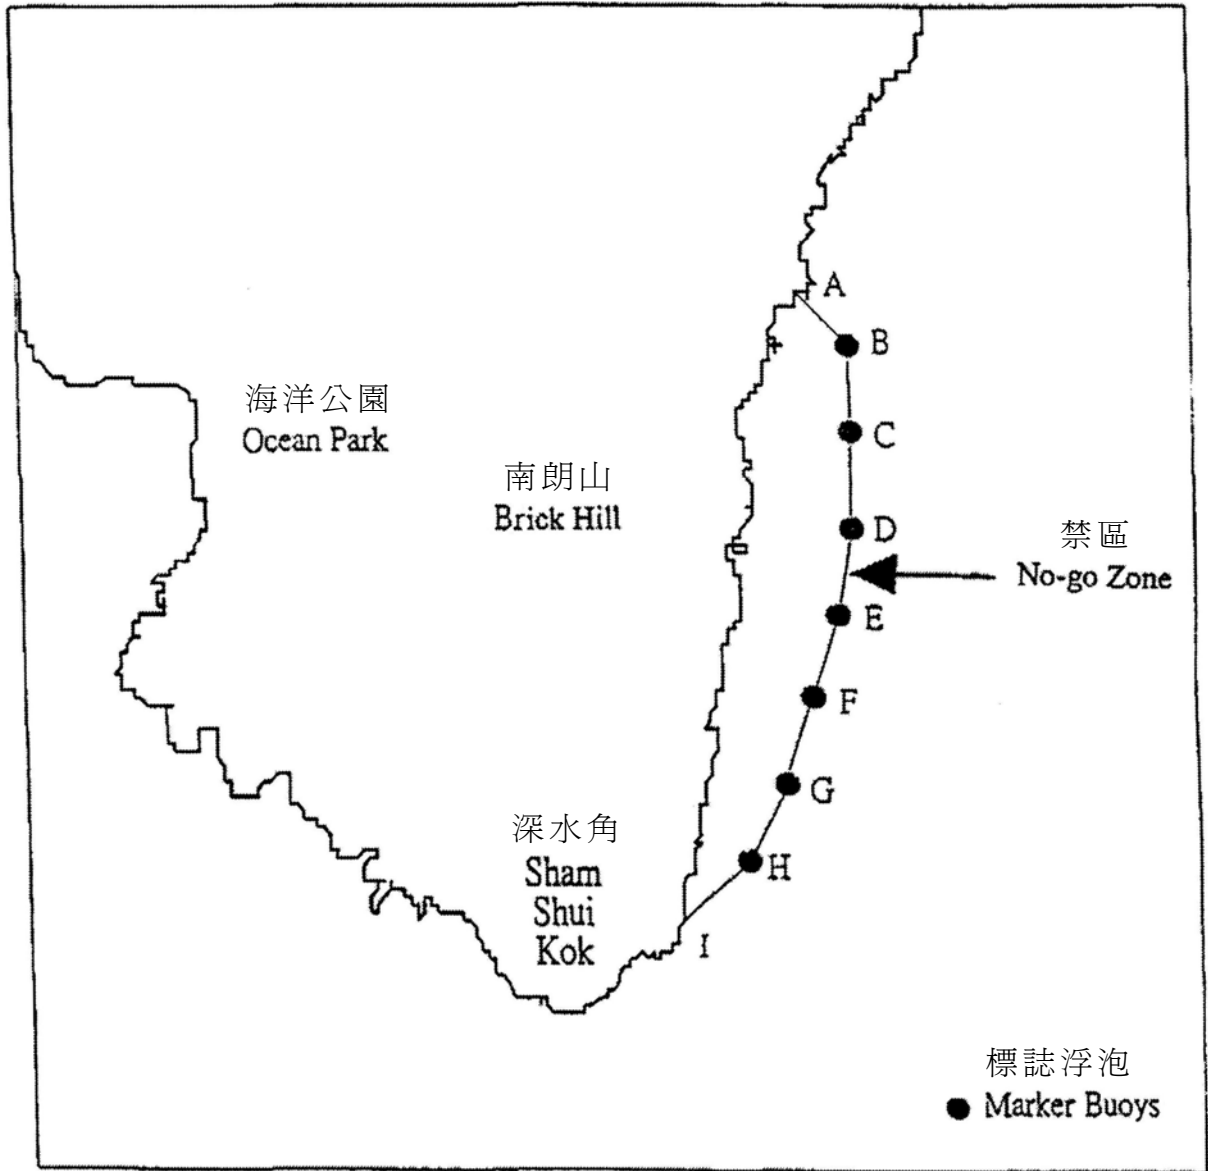 A
B
海洋公園
Ocean Park
C
南朗山
Brick Hill
D
禁區
No-go Zone
E
F
G
深水角
Sham
Shui
Kok
H
I
標誌浮泡
Marker Buoys